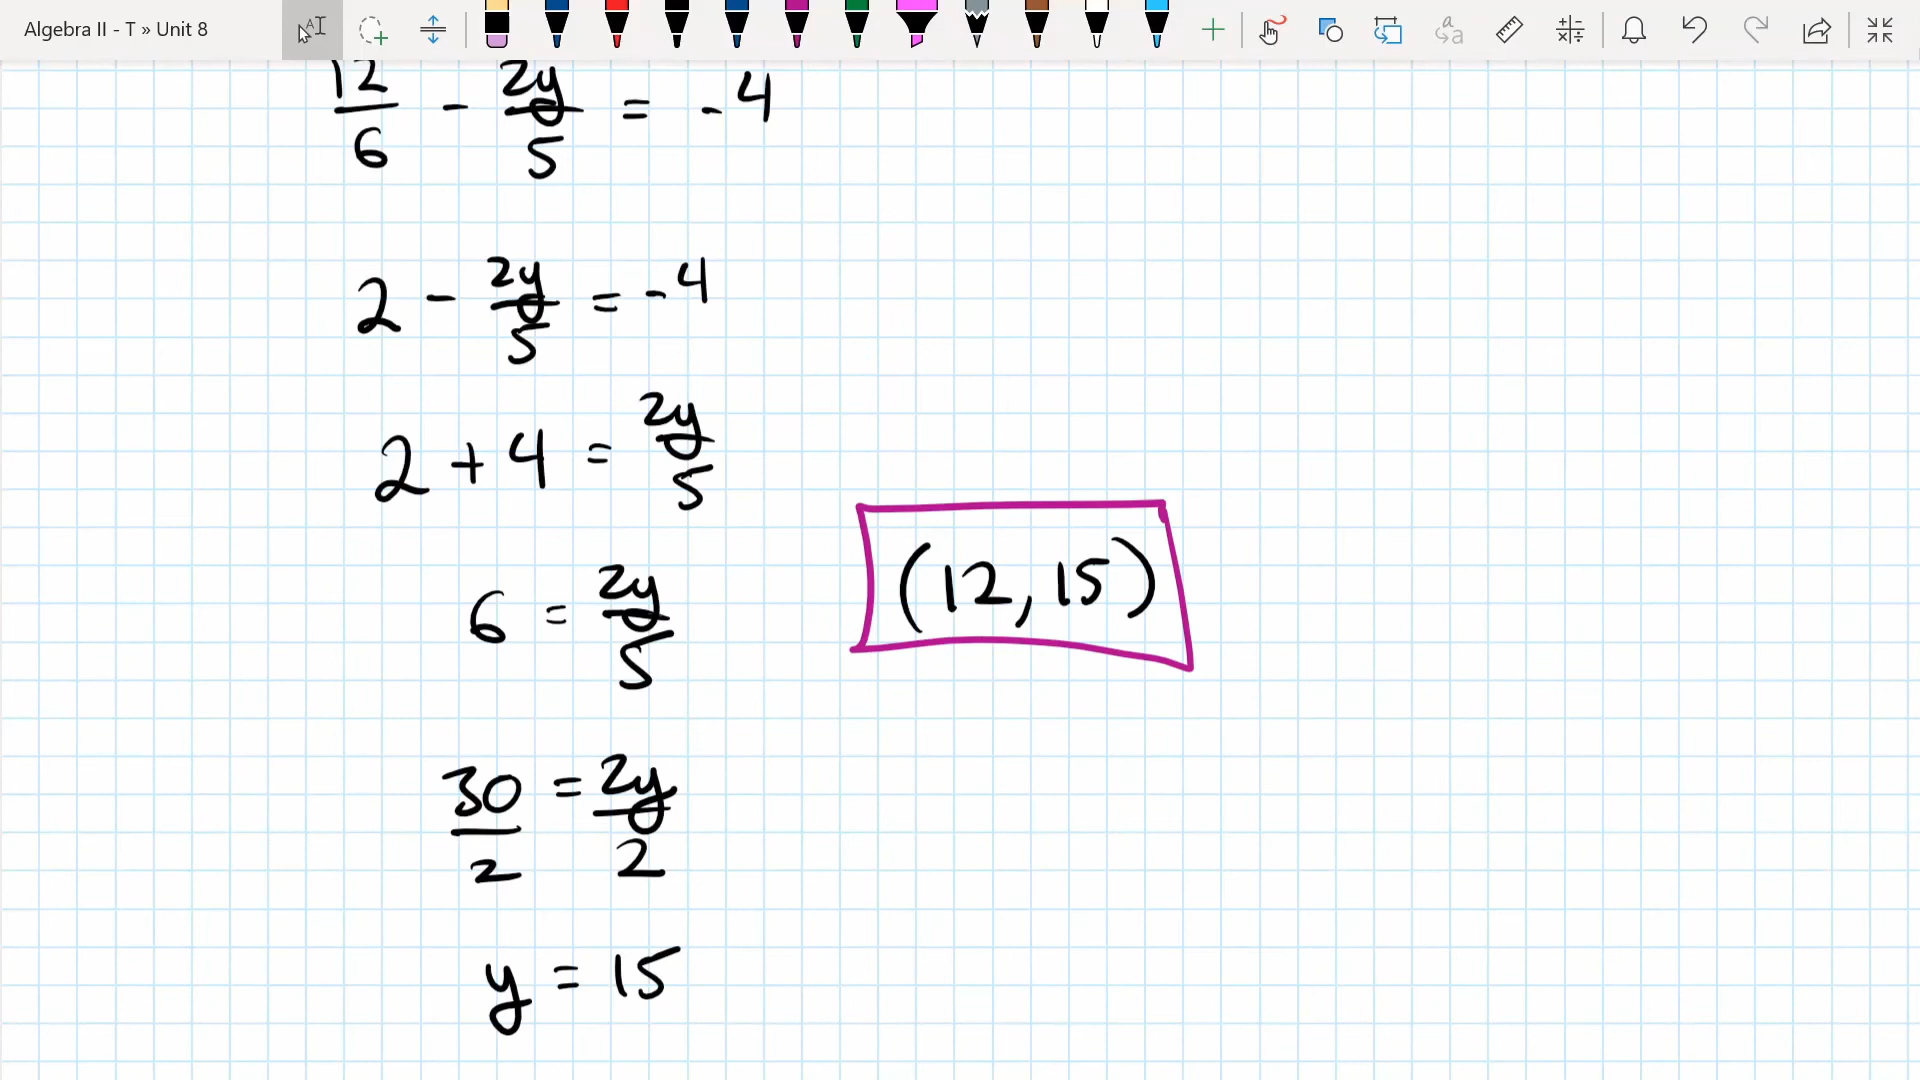 Algebra II - T » Unit 8
12/6 - 2y/5 = -4
2 - 2y/5 = -4
2 + 4 = 2y/5
6 = 2y/5
(12, 15)
30/2 = 2y/2
y = 15